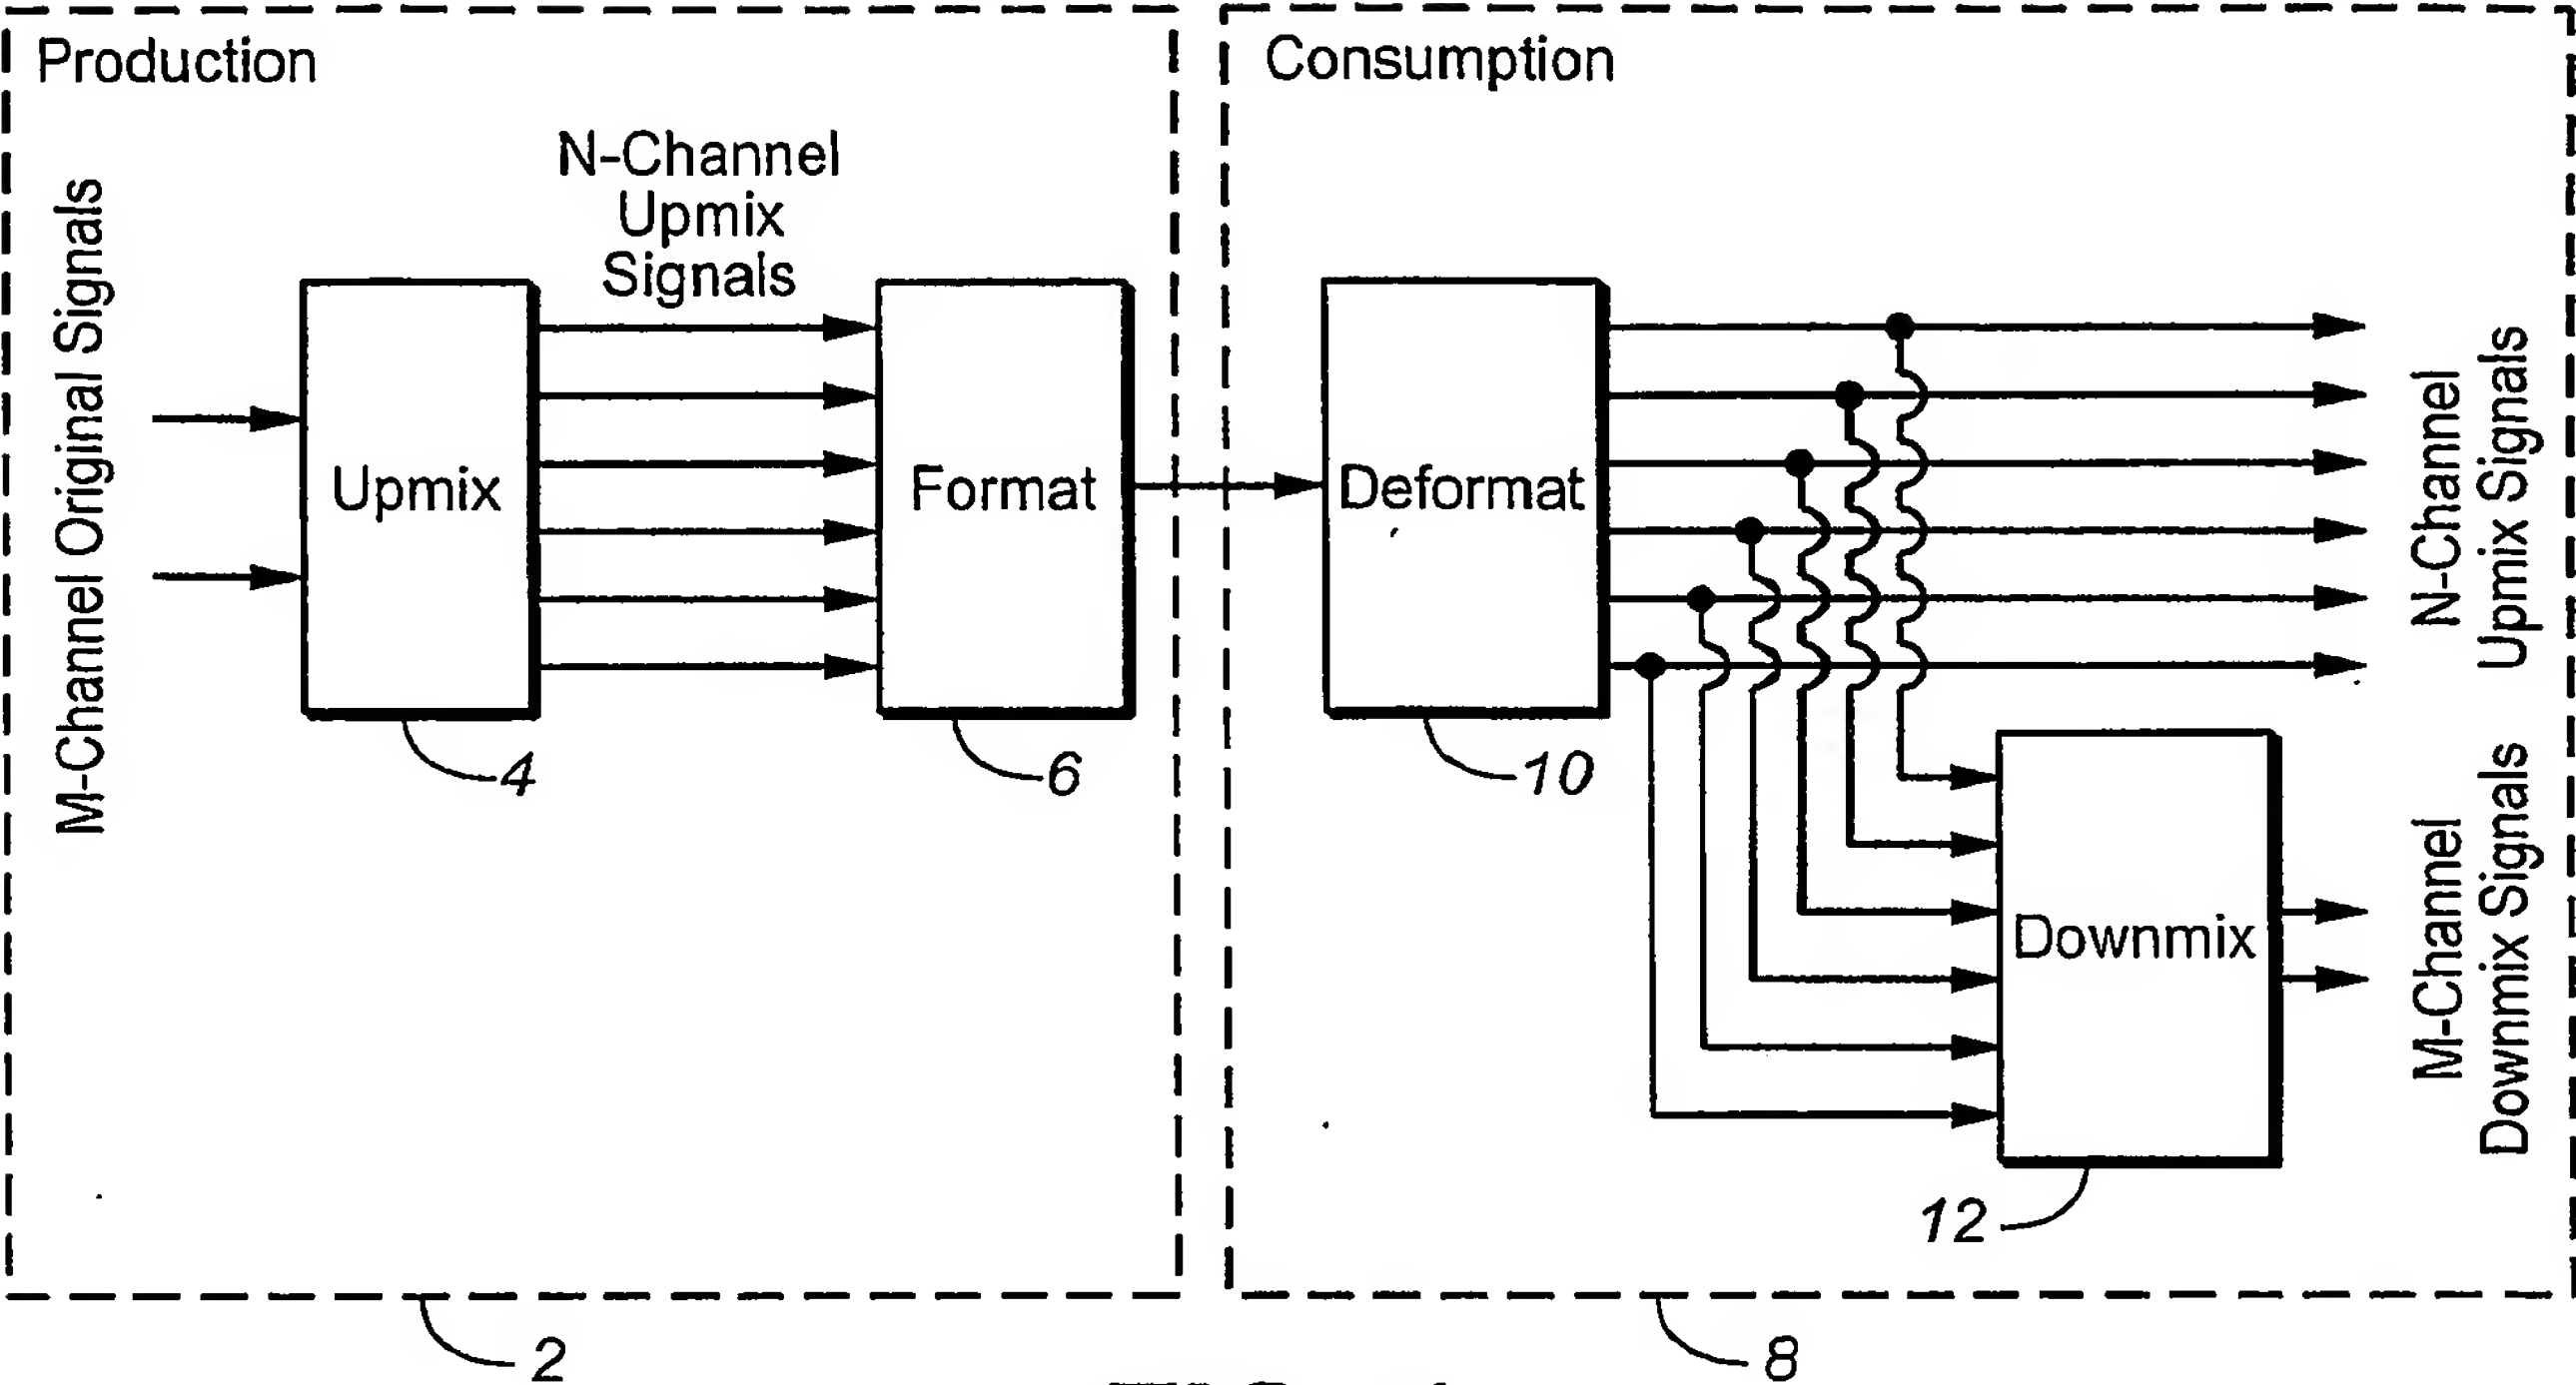 Production
Consumption
M-Channel Original Signals
N-Channel
Upmix
Signals
Upmix
Format
Deformat
Downmix
N-Channel
Upmix Signals
M-Channel
Downmix Signals
4
6
10
12
2
8